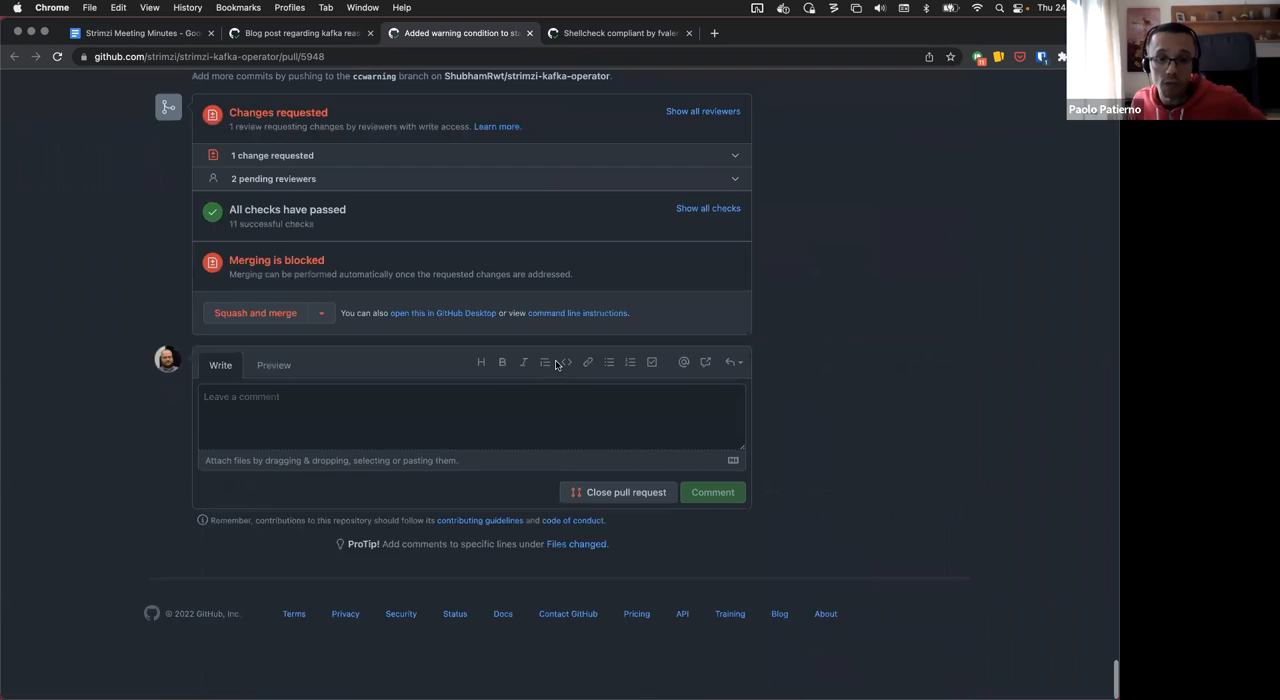 Chrome File Edit View History Bookmarks Profiles Tab Window Help Thu 24
Strimzi Meeting Minutes - Goo Blog post regarding kafka reas Added warning condition to sta Shellcheck compliant by fvaler
github.com/strimzi/strimzi-kafka-operator/pull/5948
Paolo Patierno
Add more commits by pushing to the ccwarning branch on ShubhamRwt/strimzi-kafka-operator.
Changes requested Show all reviewers
1 review requesting changes by reviewers with write access. Learn more.
1 change requested
2 pending reviewers
All checks have passed Show all checks
11 successful checks
Merging is blocked
Merging can be performed automatically once the requested changes are addressed.
Squash and merge You can also open this in GitHub Desktop or view command line instructions.
Write Preview
Leave a comment
Attach files by dragging & dropping, selecting or pasting them.
Close pull request Comment
Remember, contributions to this repository should follow its contributing guidelines and code of conduct.
ProTip! Add comments to specific lines under Files changed.
© 2022 GitHub, Inc. Terms Privacy Security Status Docs Contact GitHub Pricing API Training Blog About